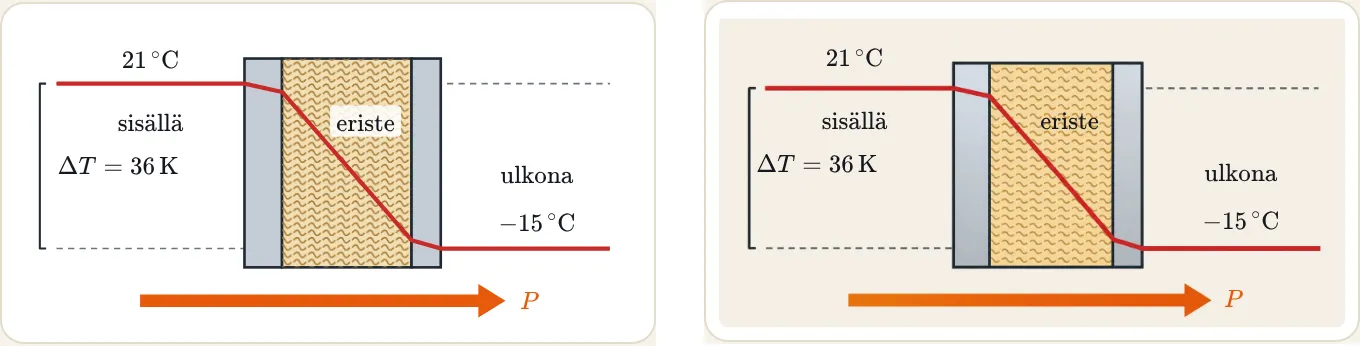 21 °C
sisällä
eriste
ΔT = 36 K
ulkona
−15 °C
P
21 °C
sisällä
eriste
ΔT = 36 K
ulkona
−15 °C
P